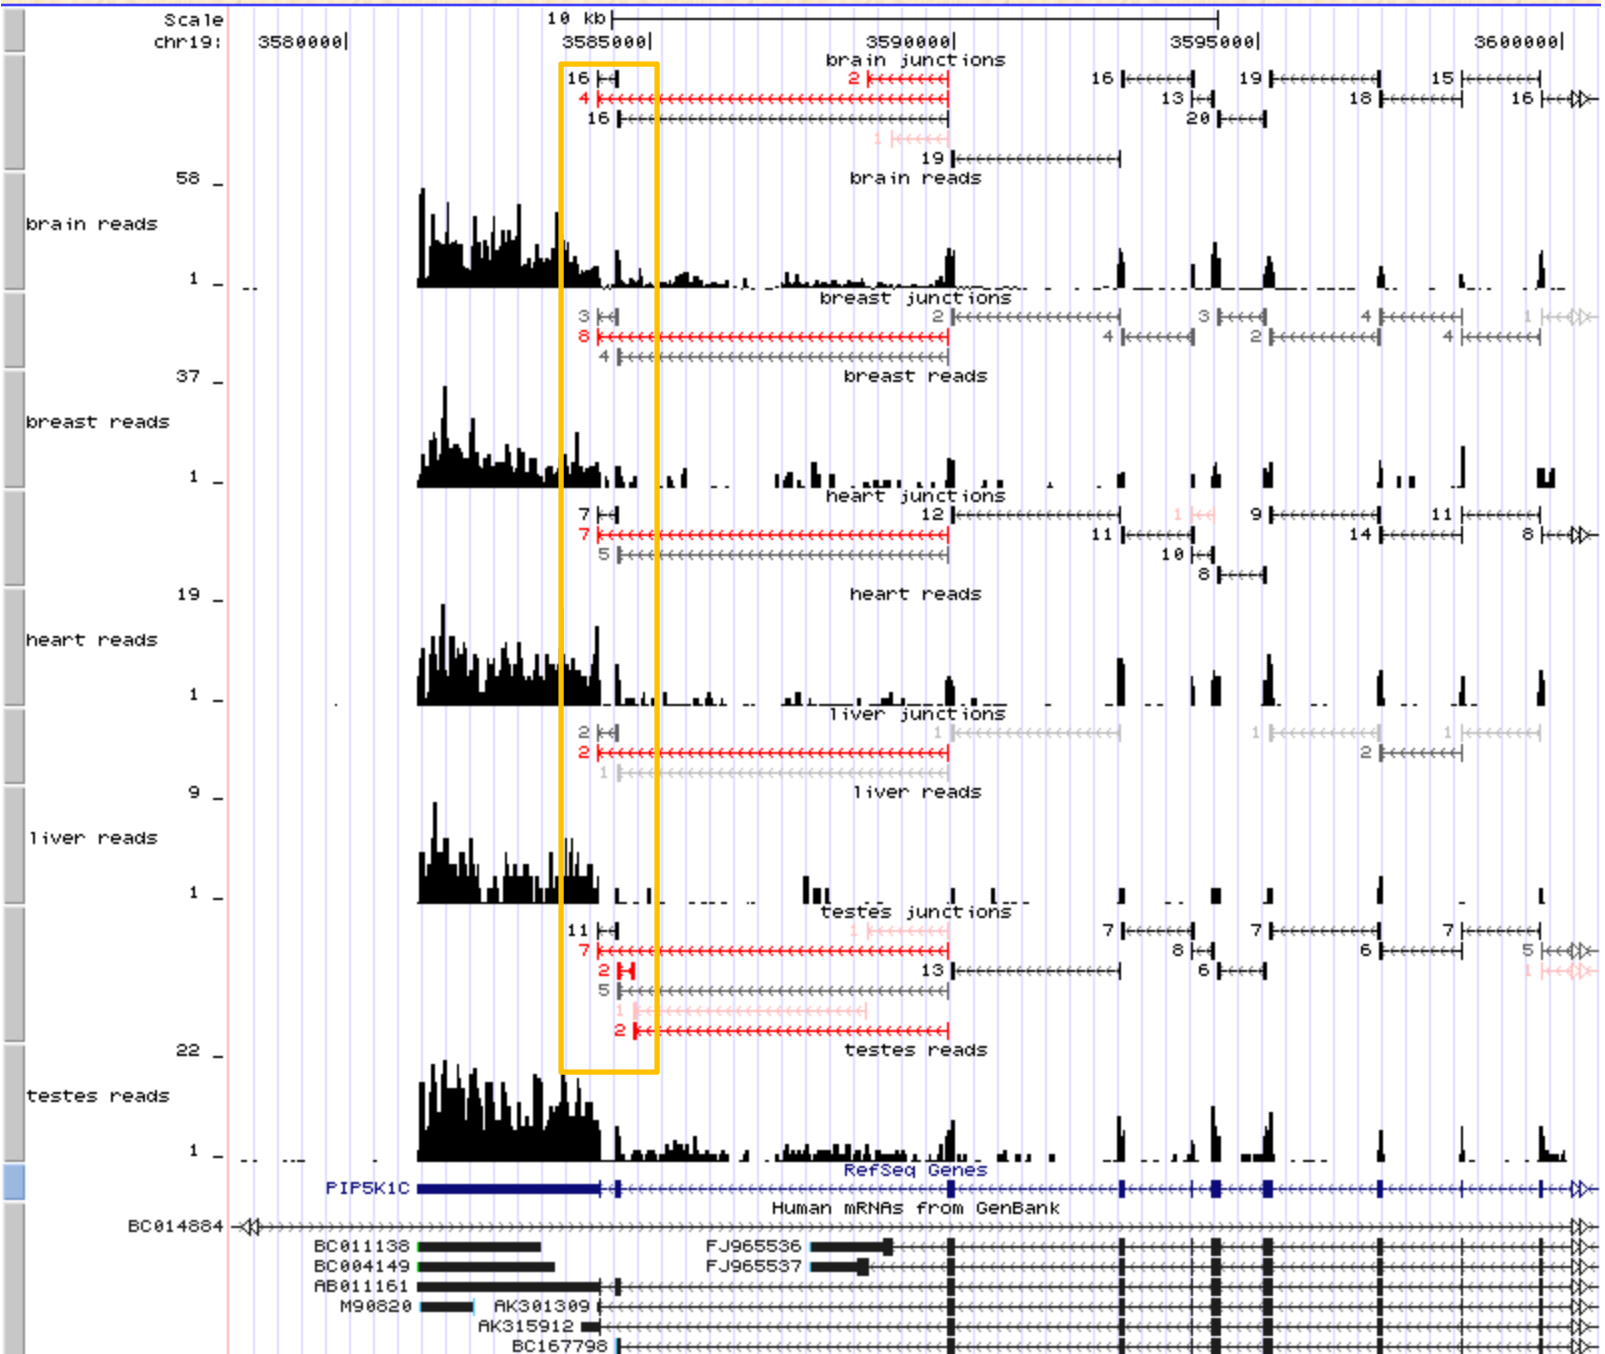 Scale 10 kb
chr19: 3580000 3585000 3590000 3595000 3600000
brain junctions
16 2 16 19 15
4 13 18 16
16 20
1
19
58 brain reads
brain reads
1
breast junctions
3 2 3 4 1
8 4 2 4
4
37 breast reads
breast reads
1
heart junctions
7 12 1 9 11
7 11 14 8
5 10
8
19 heart reads
heart reads
1
liver junctions
2 1 1 1
2 2
1
9 liver reads
liver reads
1
testes junctions
11 1 7 7 7
7 8 6 5
2 13 6 1
5
1
2
22 testes reads
testes reads
1
RefSeq Genes
PIP5K1C
Human mRNAs from GenBank
BC014884
BC011138 FJ965536
BC004149 FJ965537
AB011161
M90820 AK301309
AK315912
BC167798